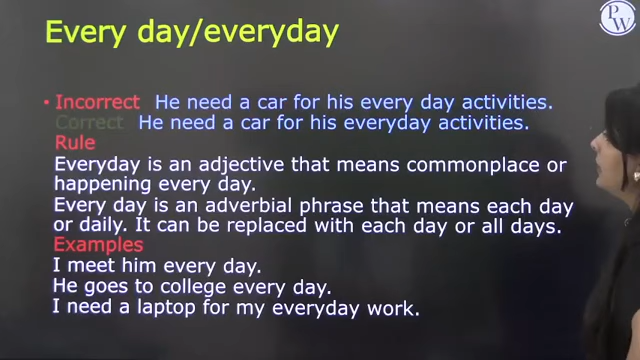 PW
Every day/everyday
• Incorrect He need a car for his every day activities.
Correct He need a car for his everyday activities.
Rule
Everyday is an adjective that means commonplace or
happening every day.
Every day is an adverbial phrase that means each day
or daily. It can be replaced with each day or all days.
Examples
I meet him every day.
He goes to college every day.
I need a laptop for my everyday work.